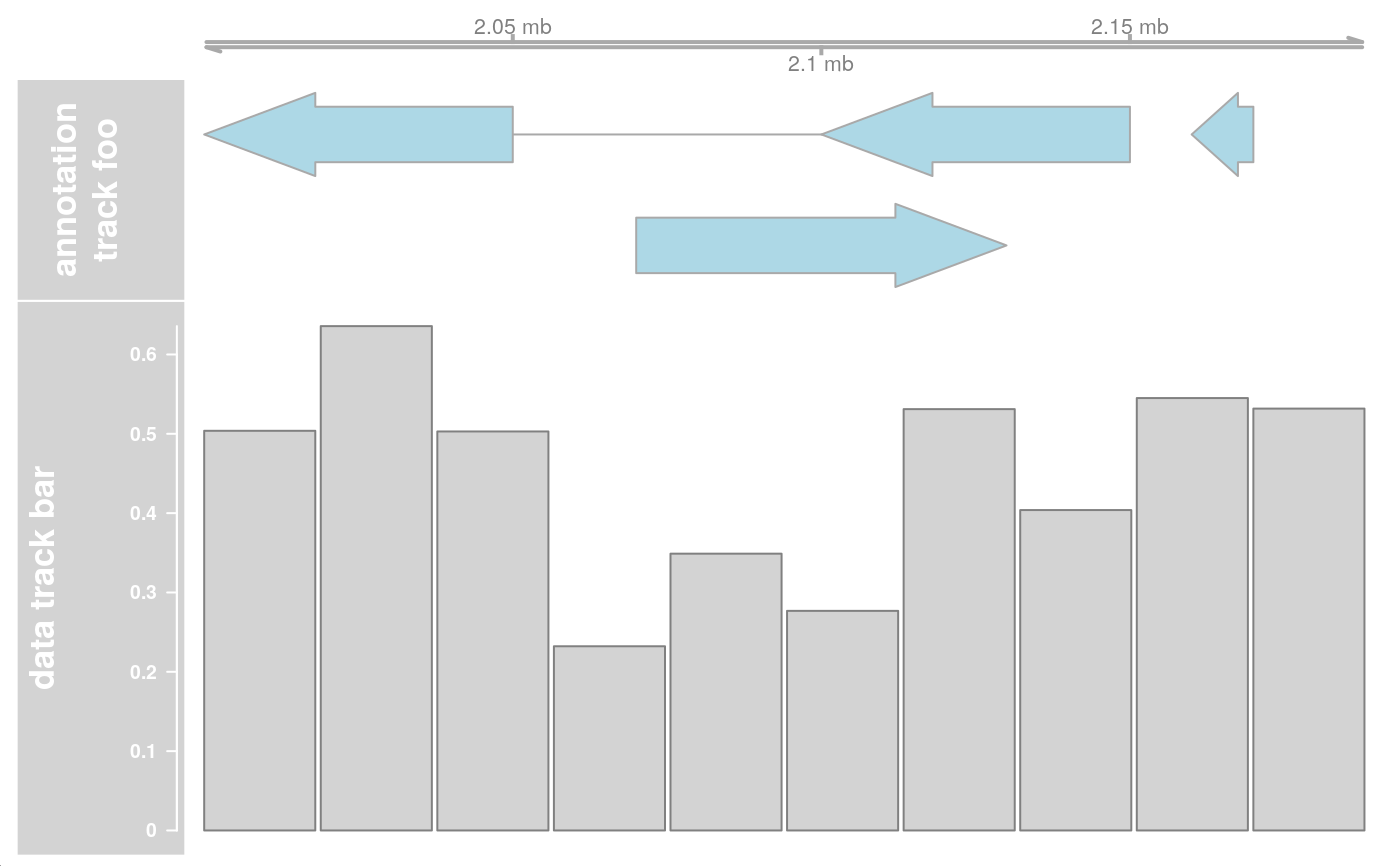 2.05 mb
2.15 mb
2.1 mb
annotation
track foo
data track bar
0.6
0.5
0.4
0.3
0.2
0.1
0